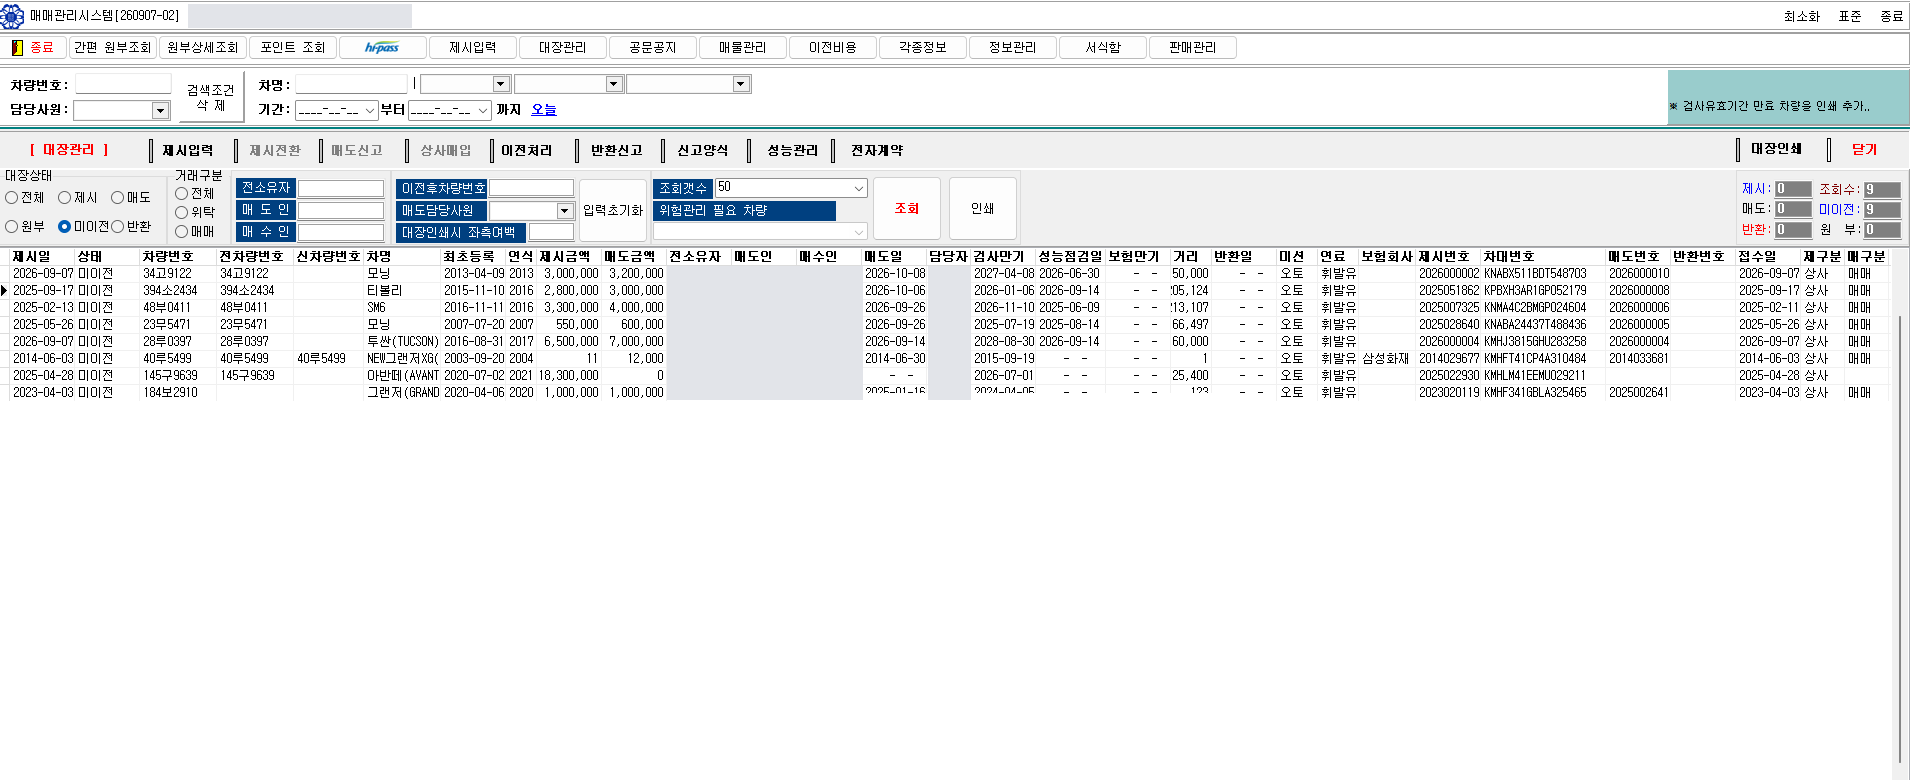 매매관리시스템[260907-02] 최소화 표준 종료
종료 간편 원부조회 원부상세조회 포인트 조회 hi-pass 제시입력 대장관리 공문공지 매물관리 이전비용 각종정보 정보관리 서식함 판매관리
차량번호: 검색조건 삭 제 차명: |
※ 검사유효기간 만료 차량을 인쇄 추가..
담당사원: 기간: ____-__-__ 부터 ____-__-__ 까지 오늘
[ 대장관리 ] 제시입력 제시전환 매도신고 상사매입 이전처리 반환신고 신고양식 성능관리 전자계약 대장인쇄 닫기
대장상태 거래구분
전체 제시 매도 전체 전소유자 이전후차량번호 조회갯수 50 제시: 0 조회수: 9
위탁 매 도 인 매도담당사원 입력초기화 위험관리 필요 차량 조회 인쇄 매도: 0 미이전: 9
원부 미이전 반환 매매 매 수 인 대장인쇄시 좌측여백 반환: 0 원 부: 0
제시일 상태 차량번호 전차량번호 신차량번호 차명 최초등록 연식 제시금액 매도금액 전소유자 매도인 매수인 매도일 담당자 검사만기 성능점검일 보험만기 거리 반환일 미션 연료 보험회사 제시번호 차대번호 매도번호 반환번호 접수일 제구분 매구분
2026-09-07 미이전 34고9122 34고9122 모닝 2013-04-09 2013 3,000,000 3,200,000 2026-10-08 2027-04-08 2026-06-30 - - 50,000 - - 오토 휘발유 2026000002 KNABX511BDT548703 2026000010 2026-09-07 상사 매매
2025-09-17 미이전 394소2434 394소2434 티볼리 2015-11-10 2016 2,800,000 3,000,000 2026-10-06 2026-01-06 2026-09-14 - - 205,124 - - 오토 휘발유 2025051862 KPBXH3AR1GP052179 2026000008 2025-09-17 상사 매매
2025-02-13 미이전 48부0411 48부0411 SM6 2016-11-11 2016 3,300,000 4,000,000 2026-09-26 2026-11-10 2025-06-09 - - 213,107 - - 오토 휘발유 2025007325 KNMA4C2BMGP024604 2026000006 2025-02-11 상사 매매
2025-05-26 미이전 23무5471 23무5471 모닝 2007-07-20 2007 550,000 600,000 2026-09-26 2025-07-19 2025-08-14 - - 66,497 - - 오토 휘발유 2025028640 KNABA24437T488436 2026000005 2025-05-26 상사 매매
2026-09-07 미이전 28루0397 28루0397 투싼(TUCSON) 2016-08-31 2017 6,500,000 7,000,000 2026-09-14 2028-08-30 2026-09-14 - - 60,000 - - 오토 휘발유 2026000004 KMHJ3815GHU283258 2026000004 2026-09-07 상사 매매
2014-06-03 미이전 40루5499 40루5499 40루5499 NEW그랜저XG( 2003-09-20 2004 11 12,000 2014-06-30 2015-09-19 - - - - 1 - - 오토 휘발유 삼성화재 2014029677 KMHFT41CP4A310484 2014033681 2014-06-03 상사 매매
2025-04-28 미이전 145구9639 145구9639 아반떼(AVANT 2020-07-02 2021 18,300,000 0 - - 2026-07-01 - - 25,400 - - 오토 휘발유 2025022930 KMHLM41EEMU029211 2025-04-28 상사
2023-04-03 미이전 184보2910 그랜저(GRAND 2020-04-06 2020 1,000,000 1,000,000 2025-01-16 2024-04-05 - - - - 123 - - 오토 휘발유 2023020119 KMHF341GBLA325465 2025002641 2023-04-03 상사 매매